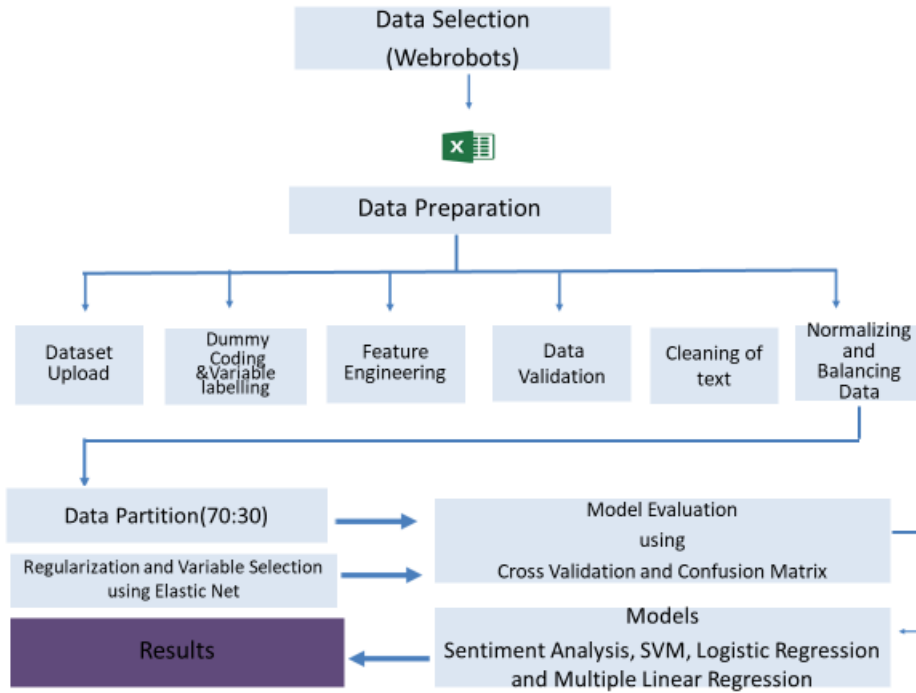 Data Selection
(Webrobots)
X
Data Preparation
Dataset
Upload
Dummy
Coding
&Variable
labelling
Feature
Engineering
Data
Validation
Cleaning of
text
Normalizing
and
Balancing
Data
Data Partition(70:30)
Regularization and Variable Selection
using Elastic Net
Model Evaluation
using
Cross Validation and Confusion Matrix
Models
Sentiment Analysis, SVM, Logistic Regression
and Multiple Linear Regression
Results